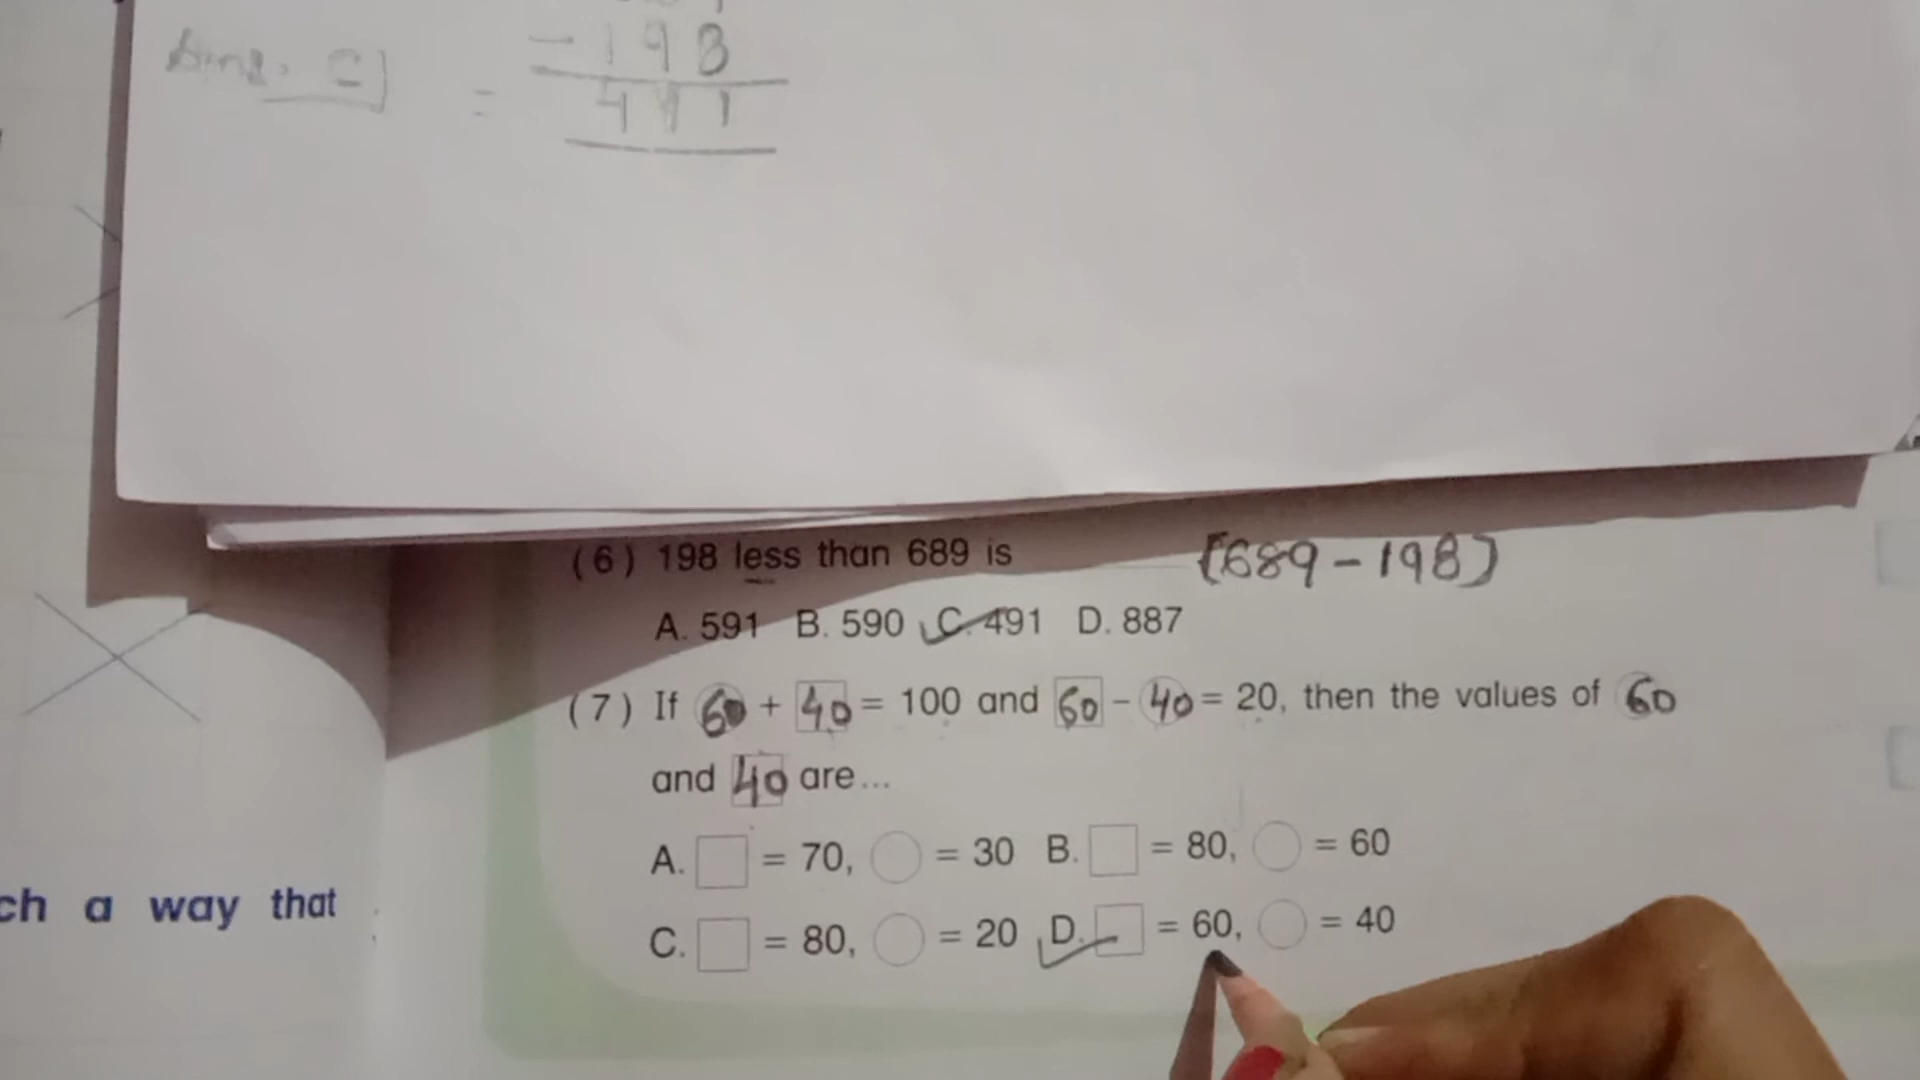 Ans. C]
- 198
= 491
(6) 198 less than 689 is [689-198]
A. 591 B. 590 C. 491 D. 887
(7) If 60 + 40 = 100 and 60 - 40 = 20, then the values of 60
and 40 are...
A. □ = 70, ○ = 30 B. □ = 80, ○ = 60
C. □ = 80, ○ = 20 D. □ = 60, ○ = 40
ch a way that